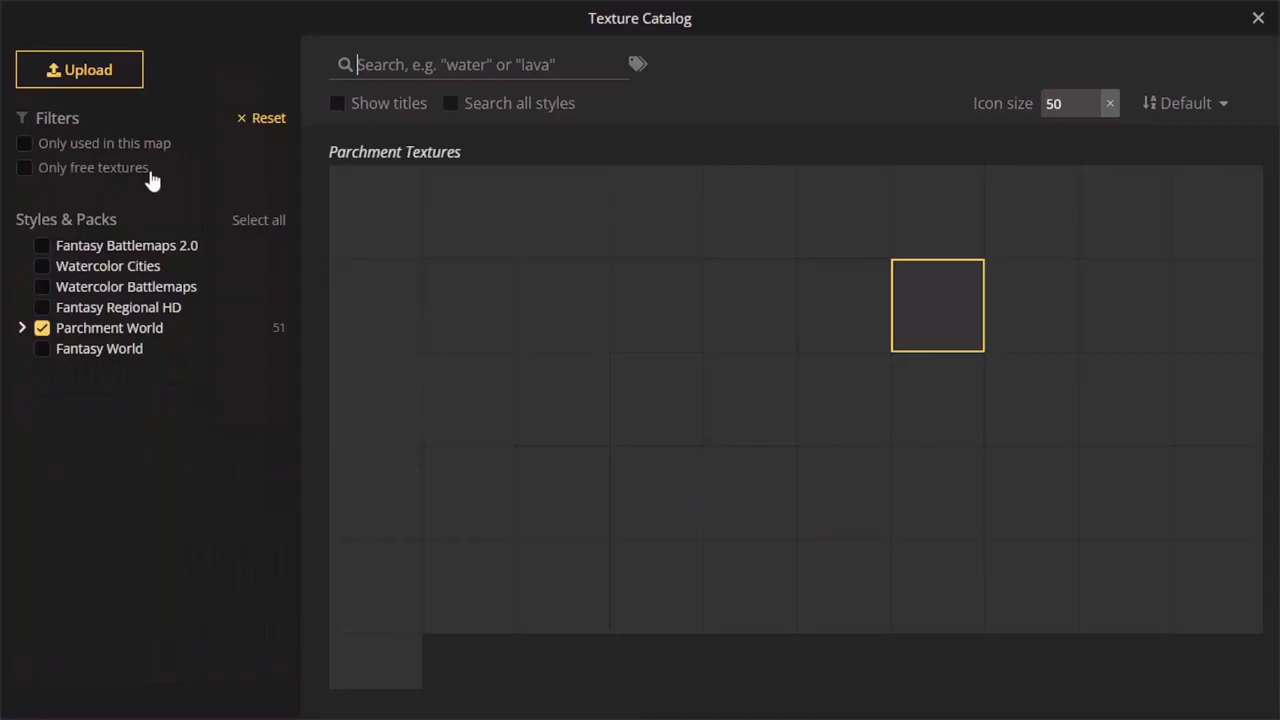 Texture Catalog
Upload
Search, e.g. "water" or "lava"
Show titles
Search all styles
Icon size
50
Default
Filters
Reset
Only used in this map
Only free textures
Styles & Packs
Select all
Fantasy Battlemaps 2.0
Watercolor Cities
Watercolor Battlemaps
Fantasy Regional HD
Parchment World 51
Fantasy World
Parchment Textures